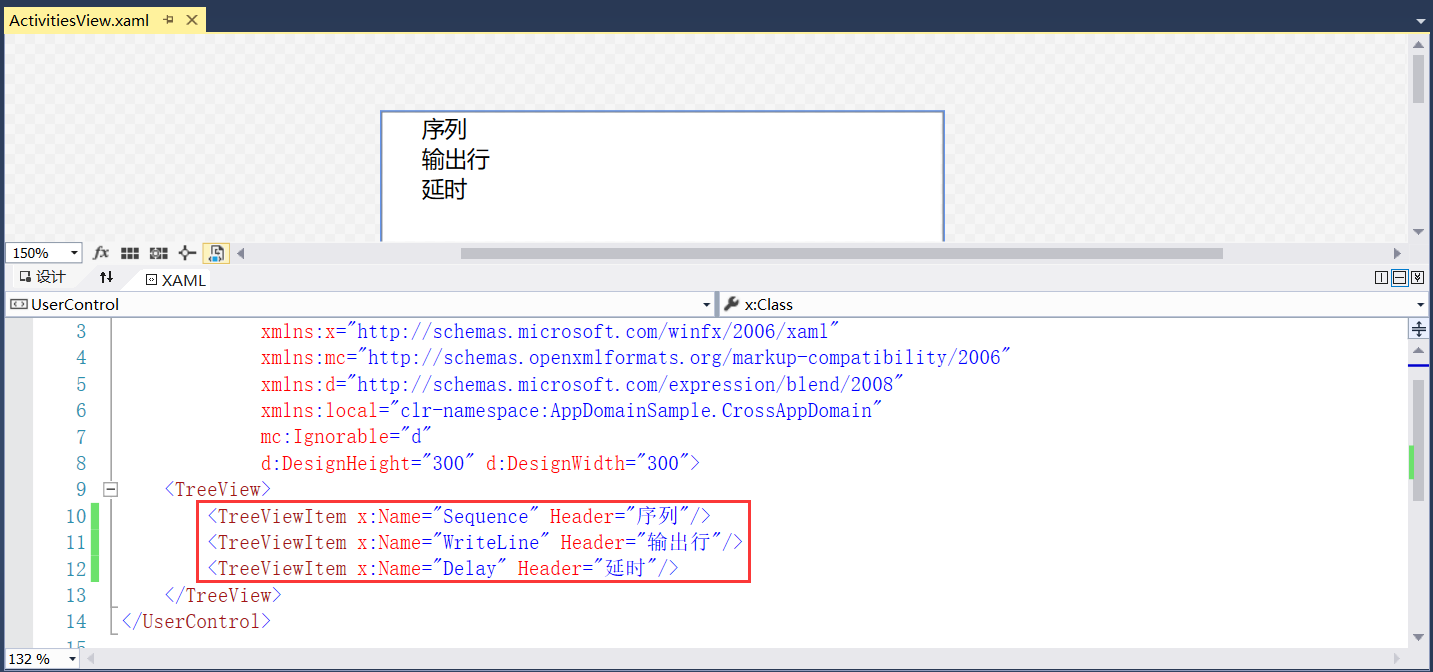 ActivitiesView.xaml
序列
输出行
延时
150%
fx
设计
XAML
UserControl
x:Class
3 xmlns:x="http://schemas.microsoft.com/winfx/2006/xaml"
4 xmlns:mc="http://schemas.openxmlformats.org/markup-compatibility/2006"
5 xmlns:d="http://schemas.microsoft.com/expression/blend/2008"
6 xmlns:local="clr-namespace:AppDomainSample.CrossAppDomain"
7 mc:Ignorable="d"
8 d:DesignHeight="300" d:DesignWidth="300">
9 <TreeView>
10 <TreeViewItem x:Name="Sequence" Header="序列"/>
11 <TreeViewItem x:Name="WriteLine" Header="输出行"/>
12 <TreeViewItem x:Name="Delay" Header="延时"/>
13 </TreeView>
14 </UserControl>
15
132 %